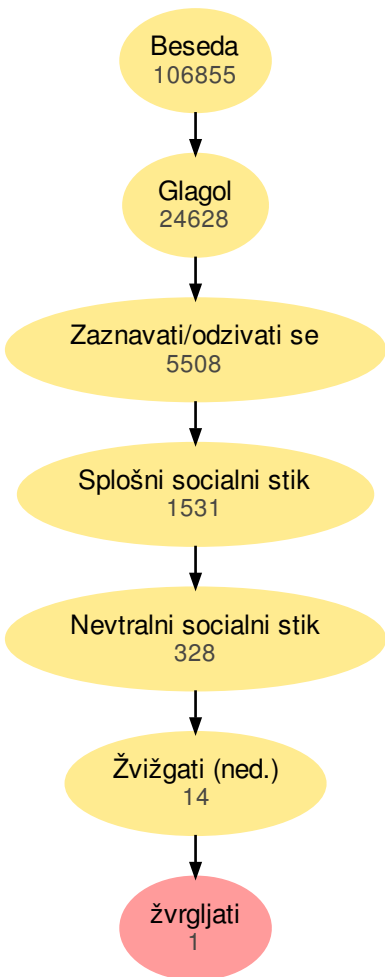 Beseda
106855
Glagol
24628
Zaznavati/odzivati se
5508
Splošni socialni stik
1531
Nevtralni socialni stik
328
Žvižgati (ned.)
14
žvrgljati
1